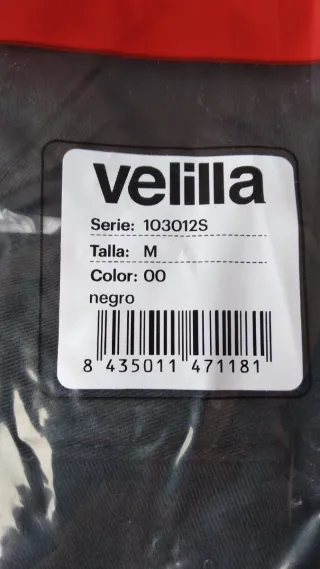 velilla
Serie: 103012S
Talla: M
Color: 00
negro
8 435011 471181